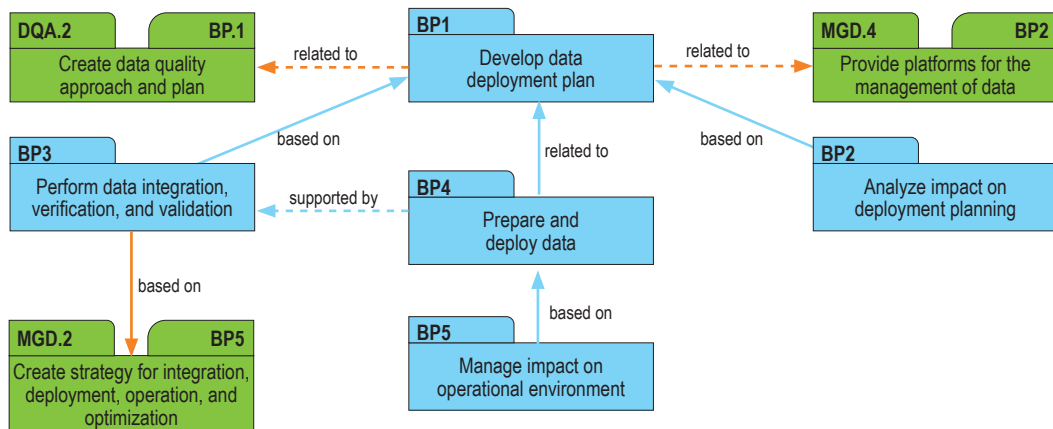 DQA.2 BP.1
Create data quality
approach and plan
related to
BP1
Develop data
deployment plan
related to
MGD.4 BP2
Provide platforms for the
management of data
based on
related to
based on
BP3
Perform data integration,
verification, and validation
supported by
BP4
Prepare and
deploy data
BP2
Analyze impact on
deployment planning
based on
based on
MGD.2 BP5
Create strategy for integration,
deployment, operation, and
optimization
BP5
Manage impact on
operational environment